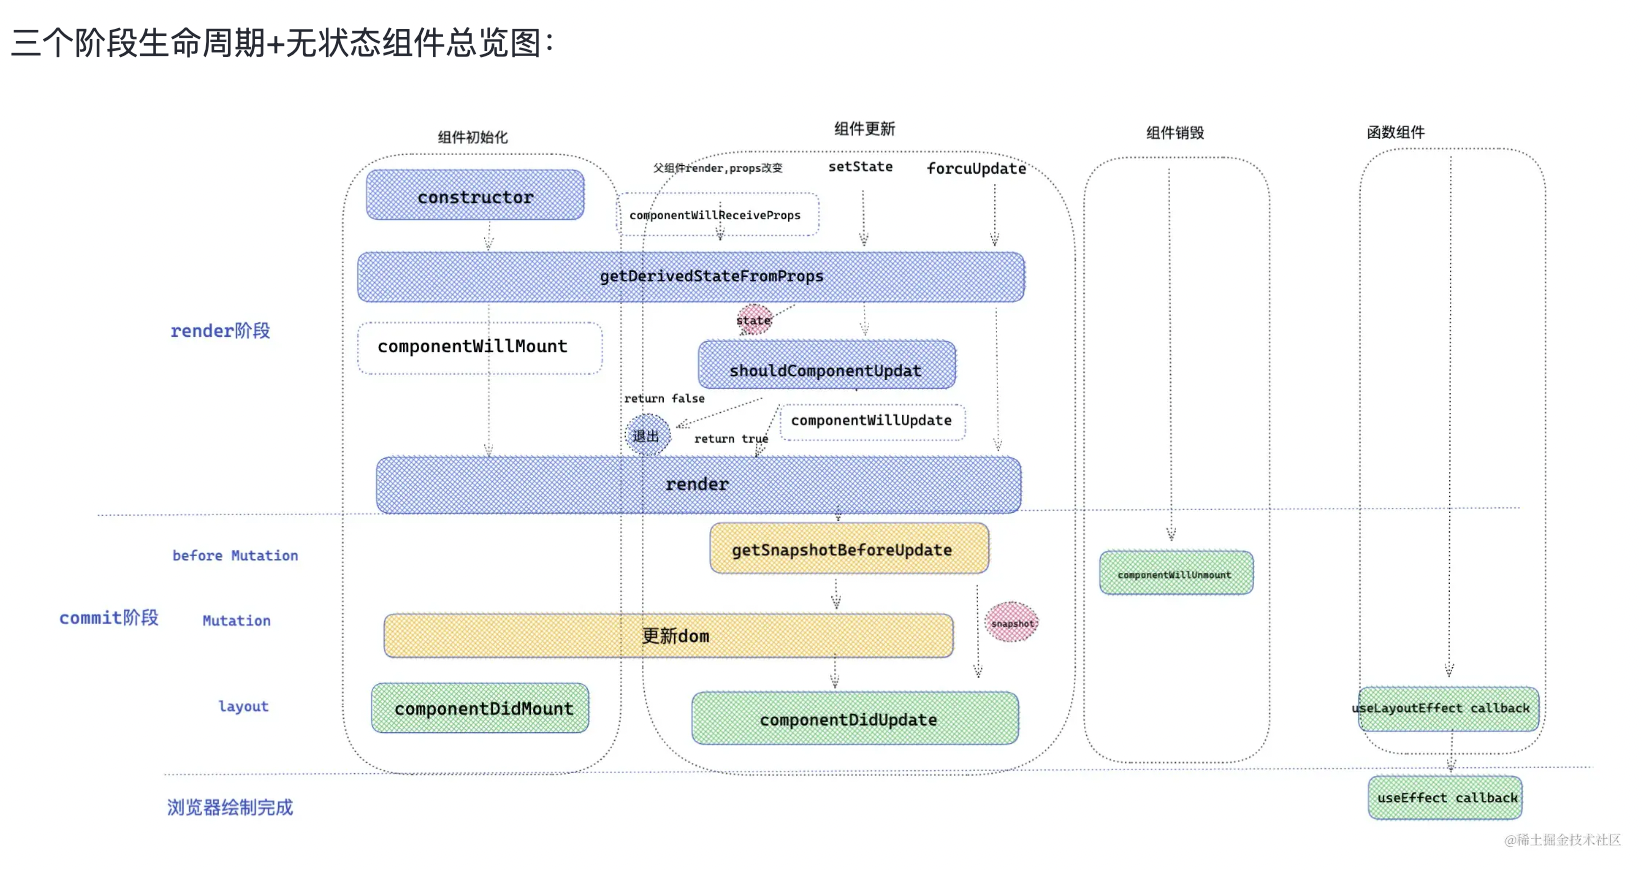 三个阶段生命周期+无状态组件总览图：
组件初始化
组件更新
组件销毁
函数组件
父组件render,props改变
setState
forcuUpdate
constructor
componentWillReceiveProps
getDerivedStateFromProps
state
render阶段
componentWillMount
shouldComponentUpdat
return false
componentWillUpdate
退出
return true
render
before Mutation
getSnapshotBeforeUpdate
componentWillUnmount
commit阶段
Mutation
更新dom
snapshot
layout
componentDidMount
componentDidUpdate
useLayoutEffect callback
浏览器绘制完成
useEffect callback
@稀土掘金技术社区